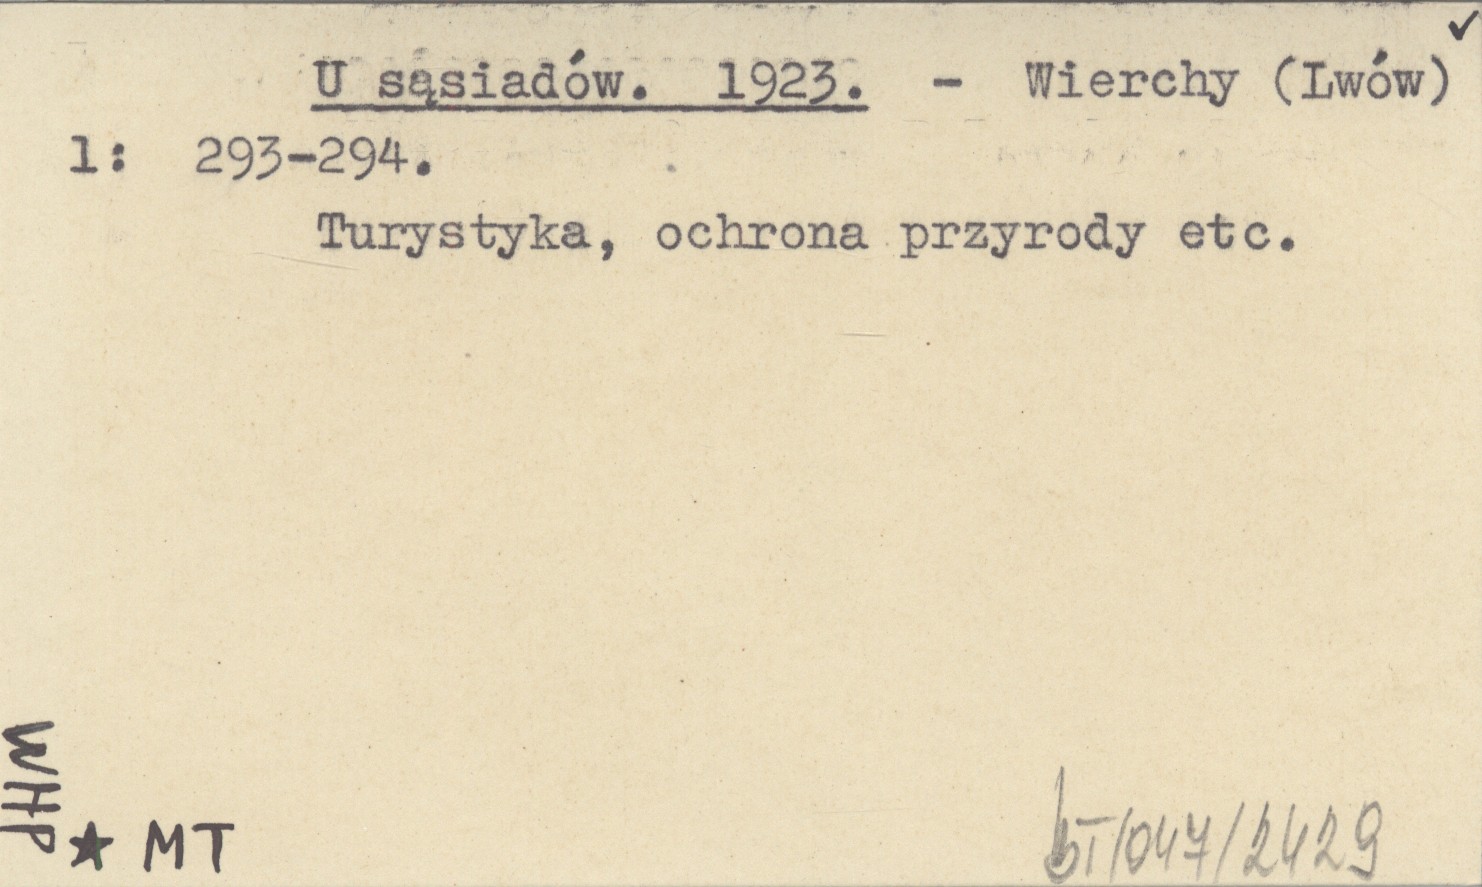 U sąsiadów. 1923. - Wierchy (Lwów)
1: 293-294.
Turystyka, ochrona przyrody etc.
WHP
★ MT
bT/047/2429